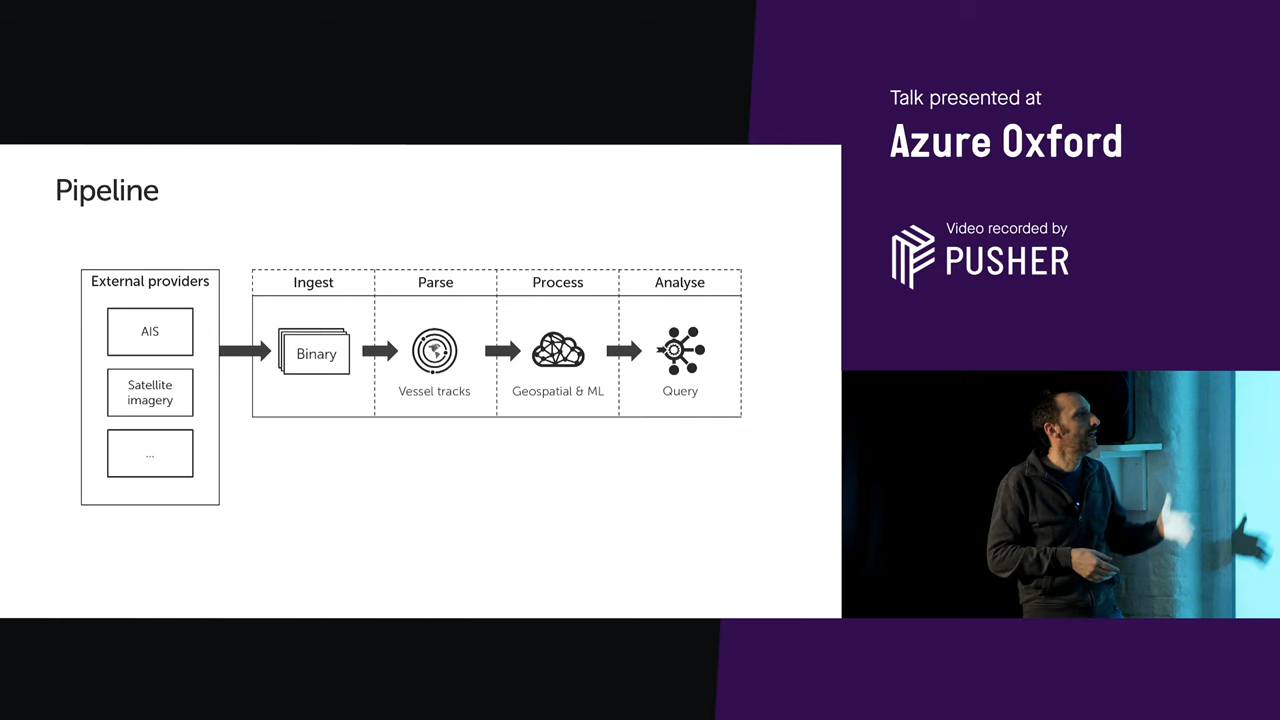 Talk presented at
Azure Oxford
Video recorded by
PUSHER
Pipeline
External providers
AIS
Satellite
imagery
...
Ingest
Parse
Process
Analyse
Binary
Vessel tracks
Geospatial & ML
Query